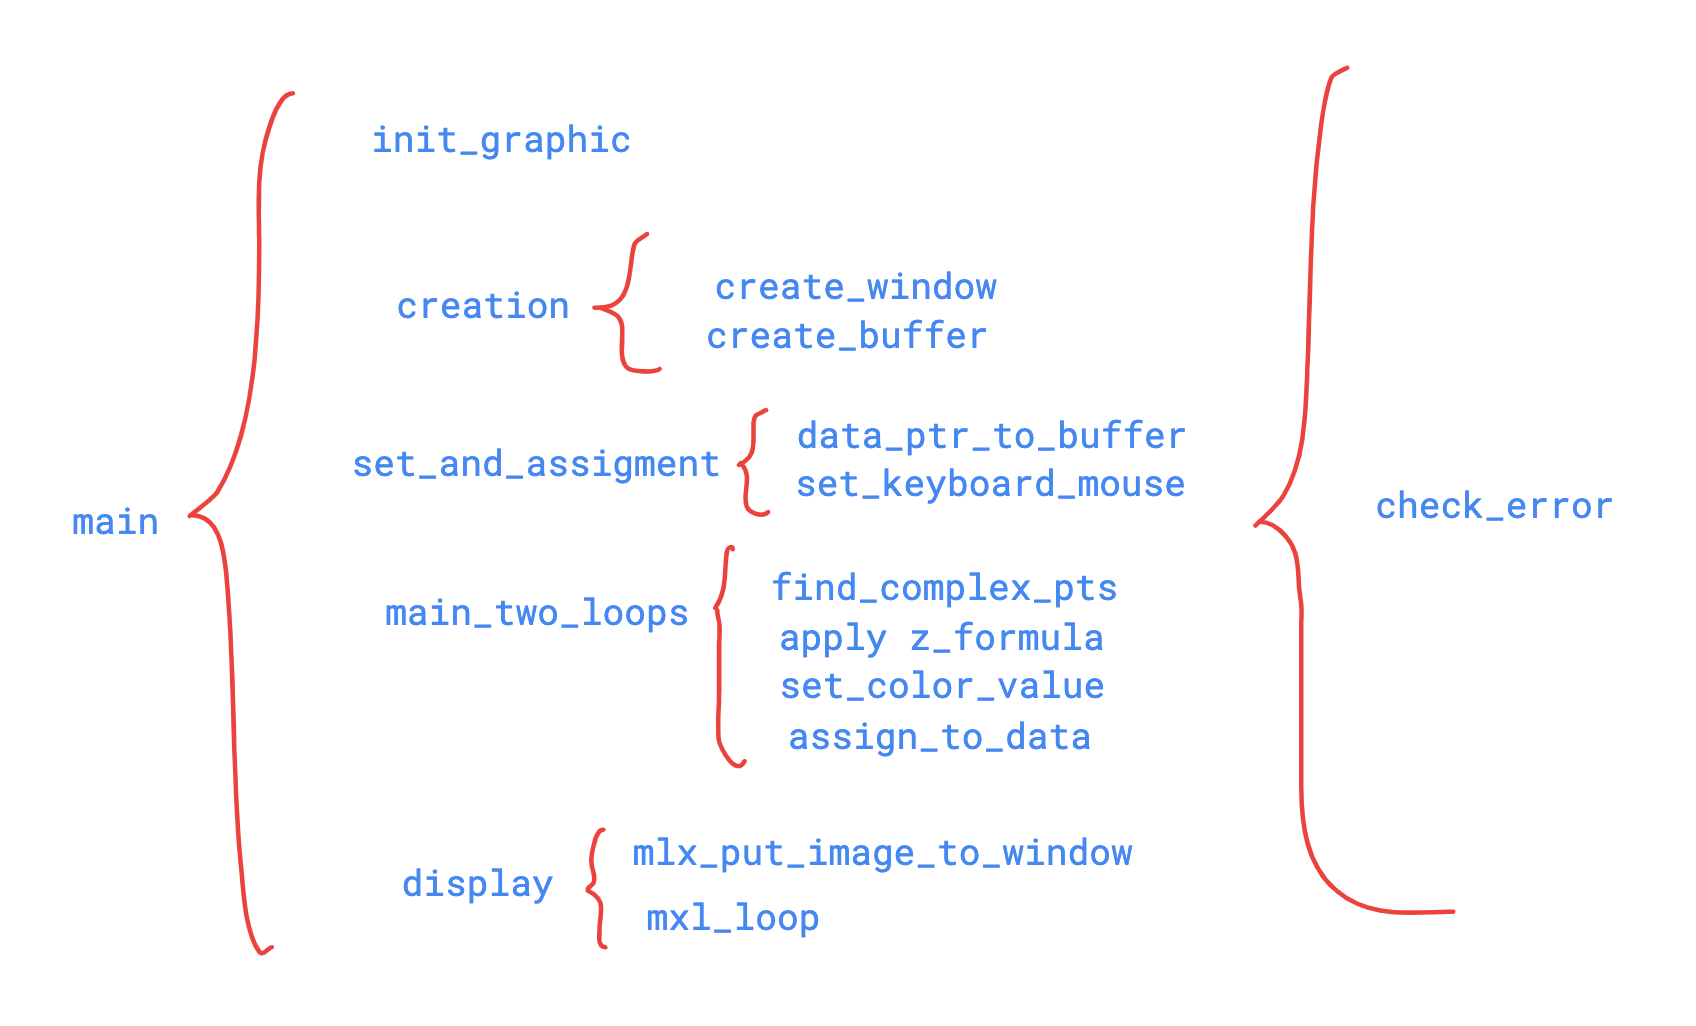 main
init_graphic
creation
create_window
create_buffer
set_and_assigment
data_ptr_to_buffer
set_keyboard_mouse
main_two_loops
find_complex_pts
apply z_formula
set_color_value
assign_to_data
display
mlx_put_image_to_window
mxl_loop
check_error